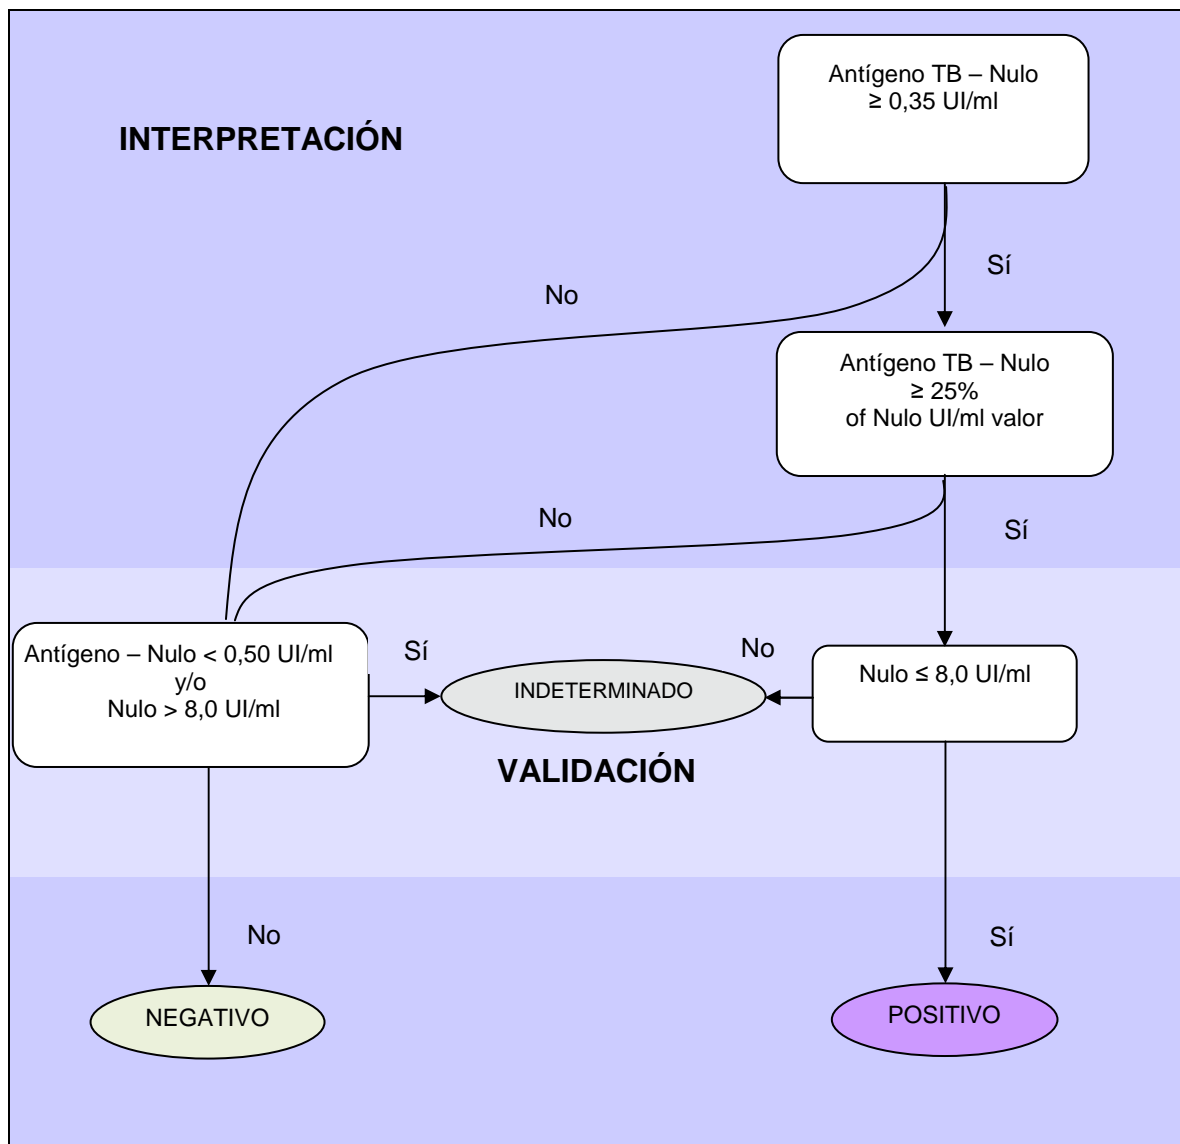 Antígeno TB – Nulo
≥ 0,35 UI/ml
INTERPRETACIÓN
Sí
No
Antígeno TB – Nulo
≥ 25%
of Nulo UI/ml valor
No
Sí
Antígeno – Nulo < 0,50 UI/ml
y/o
Nulo > 8,0 UI/ml
Sí
INDETERMINADO
No
Nulo ≤ 8,0 UI/ml
VALIDACIÓN
No
Sí
NEGATIVO
POSITIVO